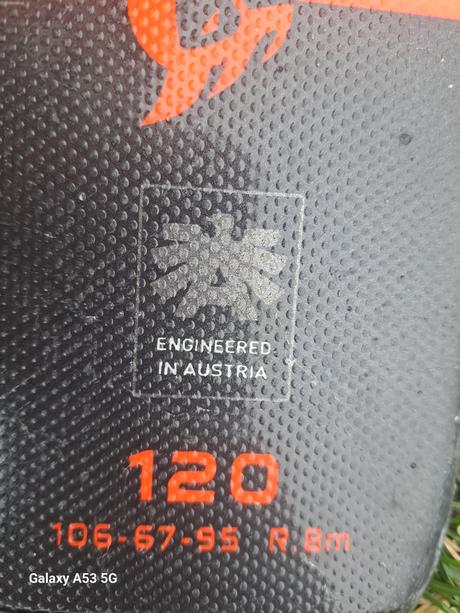 ENGINEERED
IN AUSTRIA
120
106-67-95 R.8m
Galaxy A53 5G